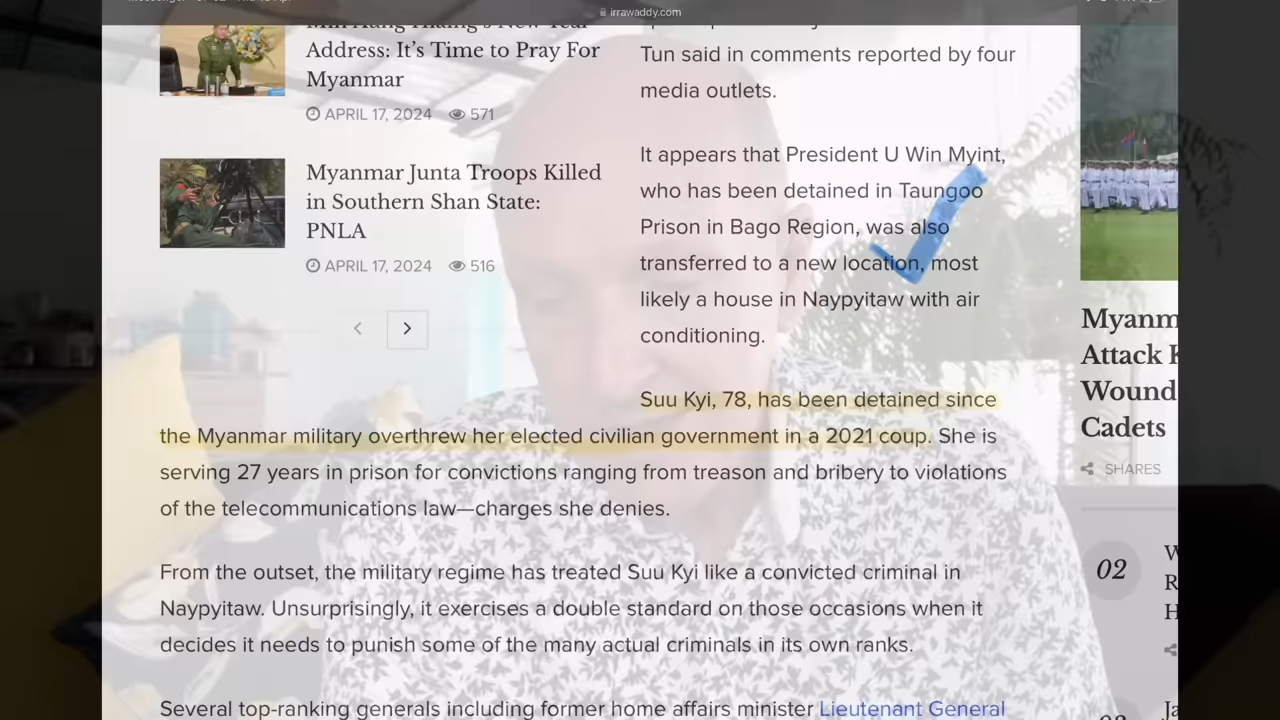 irrawaddy.com
Address: It’s Time to Pray For
Myanmar
APRIL 17, 2024 571
Myanmar Junta Troops Killed
in Southern Shan State:
PNLA
APRIL 17, 2024 516
Tun said in comments reported by four
media outlets.
It appears that President U Win Myint,
who has been detained in Taungoo
Prison in Bago Region, was also
transferred to a new location, most
likely a house in Naypyitaw with air
conditioning.
Suu Kyi, 78, has been detained since
the Myanmar military overthrew her elected civilian government in a 2021 coup. She is
serving 27 years in prison for convictions ranging from treason and bribery to violations
of the telecommunications law—charges she denies.
From the outset, the military regime has treated Suu Kyi like a convicted criminal in
Naypyitaw. Unsurprisingly, it exercises a double standard on those occasions when it
decides it needs to punish some of the many actual criminals in its own ranks.
Several top-ranking generals including former home affairs minister Lieutenant General
Myanm
Attack
Wound
Cadets
SHARES
02